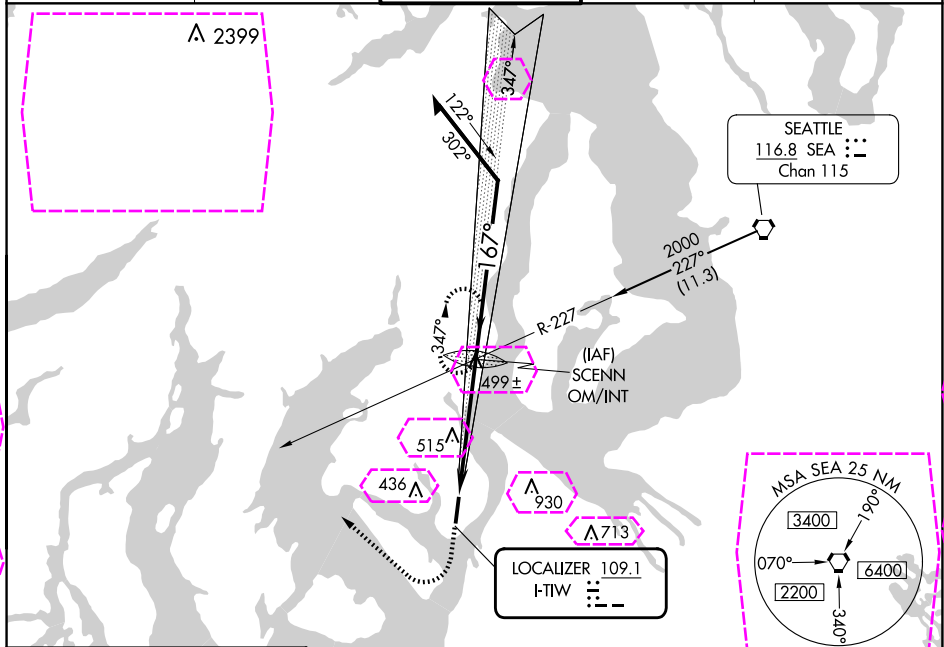 2399
347°
122°
302°
167°
SEATTLE
116.8 SEA
Chan 115
2000
227°
(11.3)
R-227
347°
(IAF)
SCENN
OM/INT
499 ±
515
436
930
713
LOCALIZER 109.1
I-TIW
MSA SEA 25 NM
190°
3400
070°
6400
2200
340°